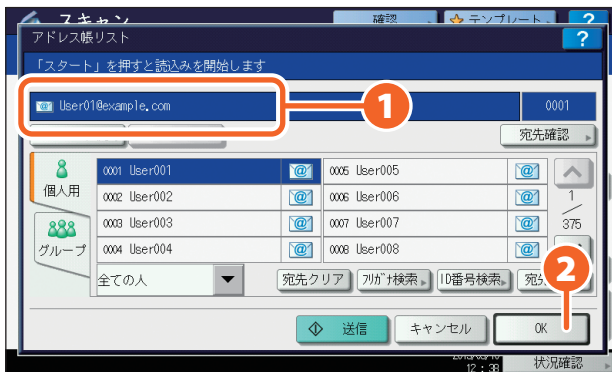 スキャン 確認 テンプレート ?
アドレス帳リスト ?
「スタート」を押すと読込みを開始します
User01@example.com 0001
1
宛先確認
個人用
グループ
0001 User001 @ 0005 User005 @
0002 User002 @ 0006 User006 @
0003 User003 @ 0007 User007 @
0004 User004 @ 0008 User008 @
1
375
全ての人 宛先クリア ﾌﾘｶﾞﾅ検索 ID番号検索
2
送信 キャンセル OK
12:38 状況確認